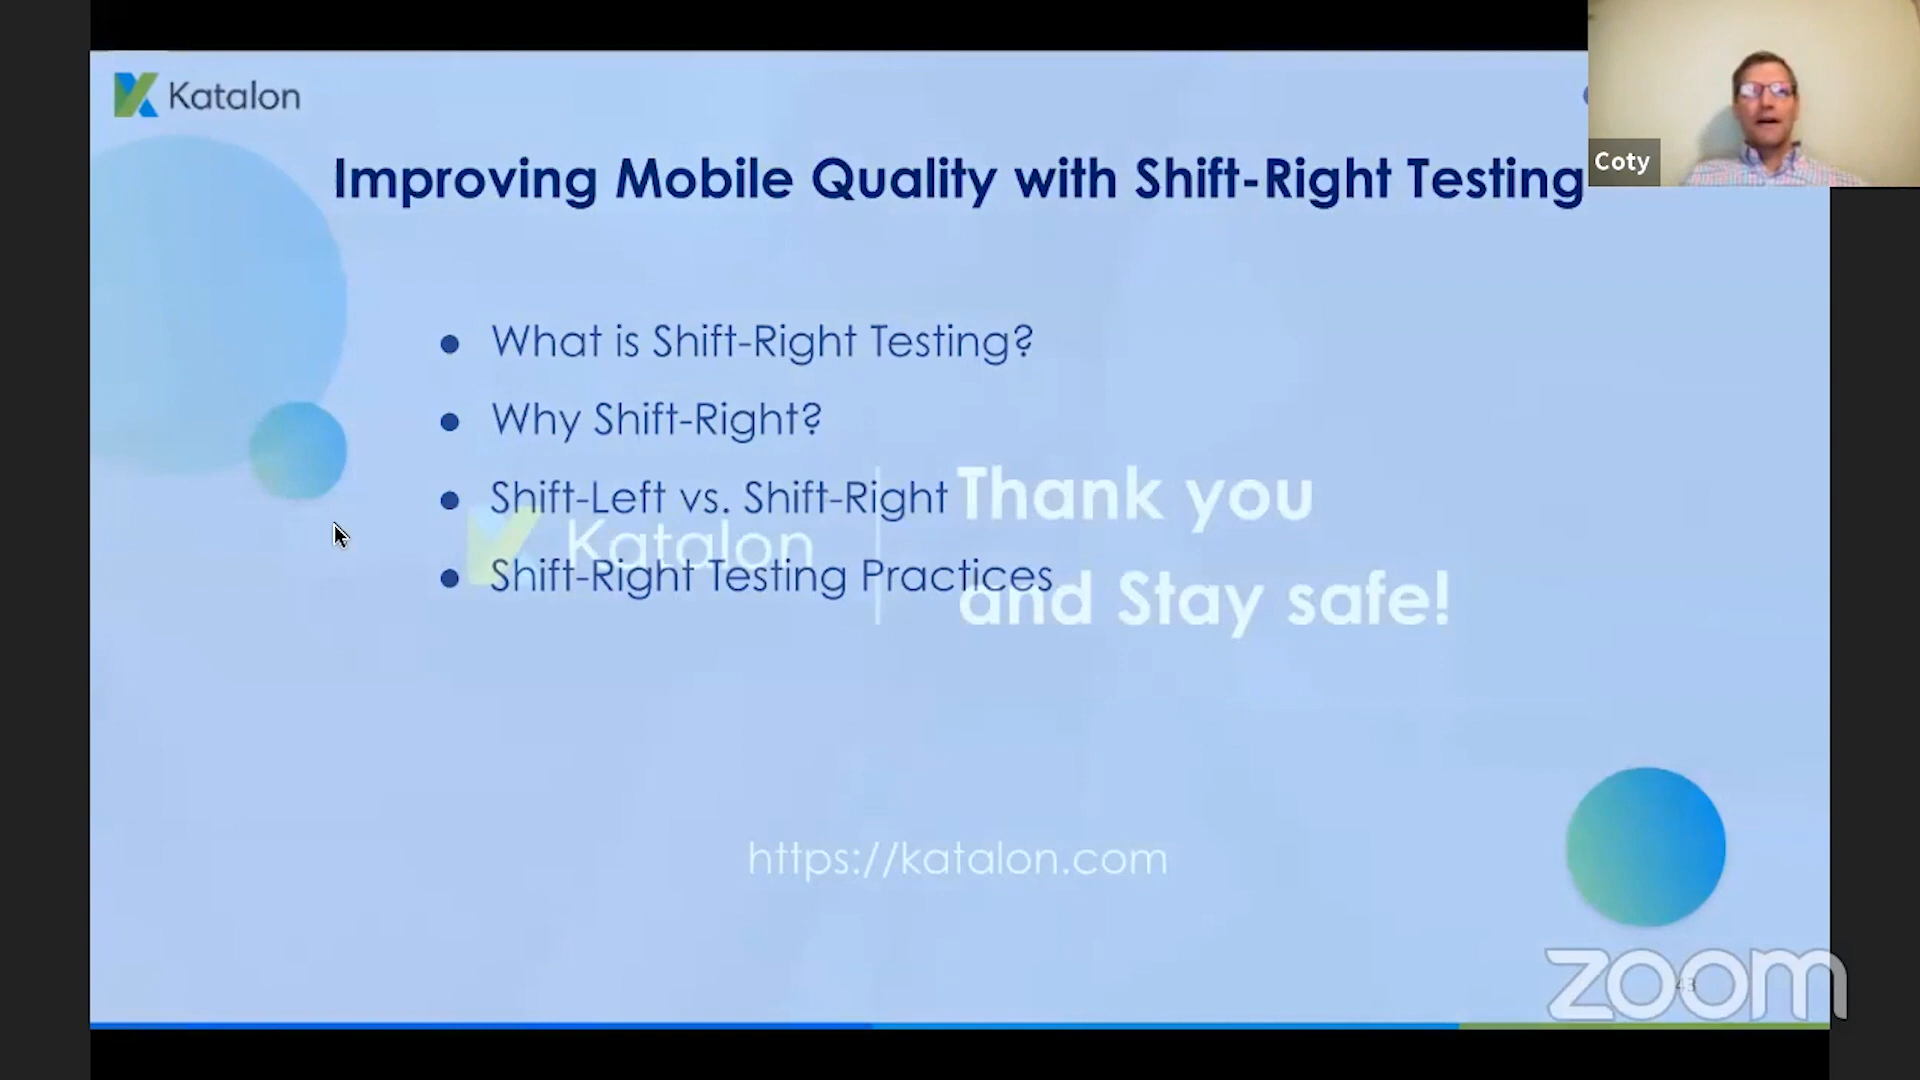 Katalon
Improving Mobile Quality with Shift-Right Testing
Coty
What is Shift-Right Testing?
Why Shift-Right?
Shift-Left vs. Shift-Right
Shift-Right Testing Practices
Katalon
Thank you
and Stay safe!
https://katalon.com
43
zoom